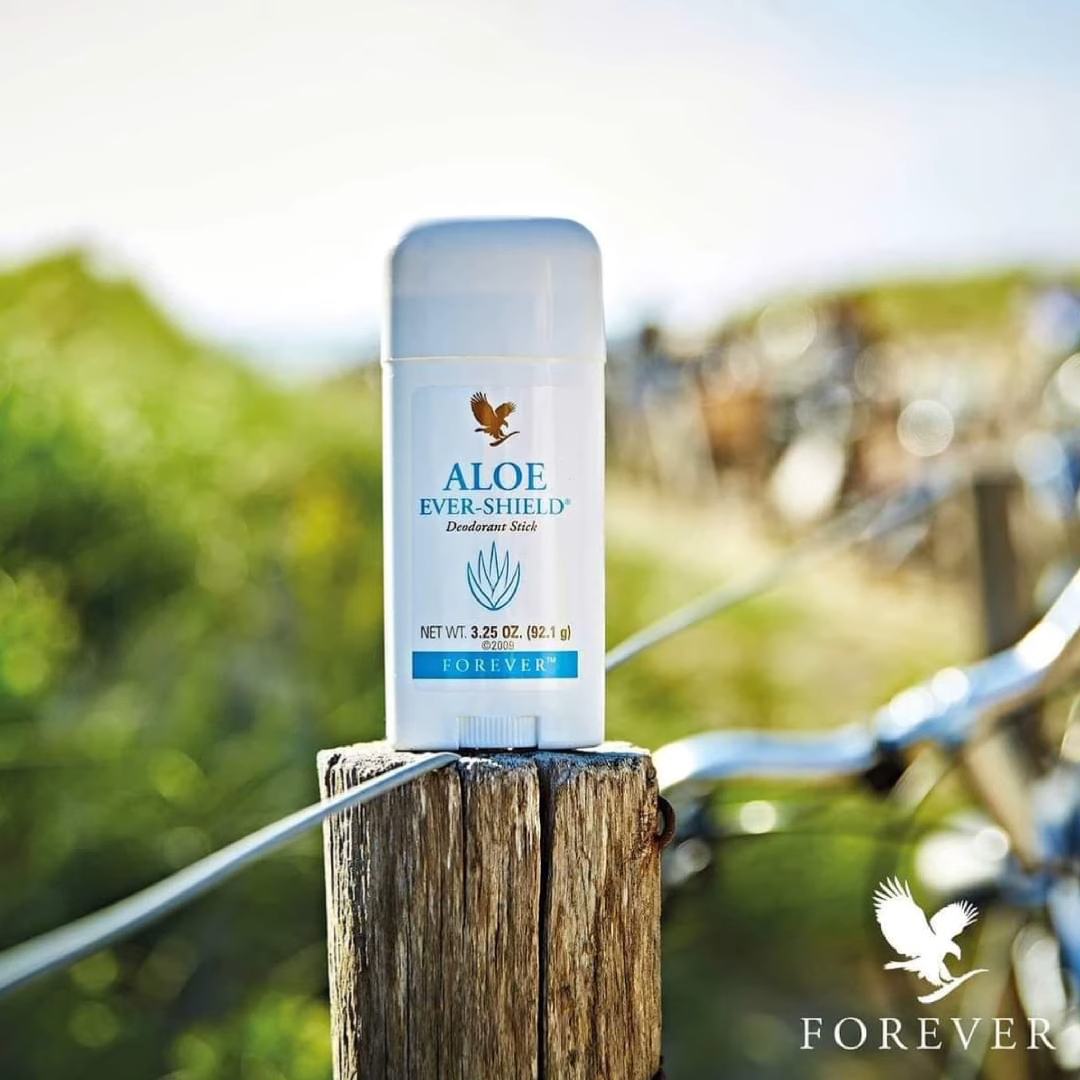 ALOE
EVER-SHIELD®
Deodorant Stick
NET WT. 3.25 OZ. (92.1 g)
©2009
FOREVER™
FOREVER